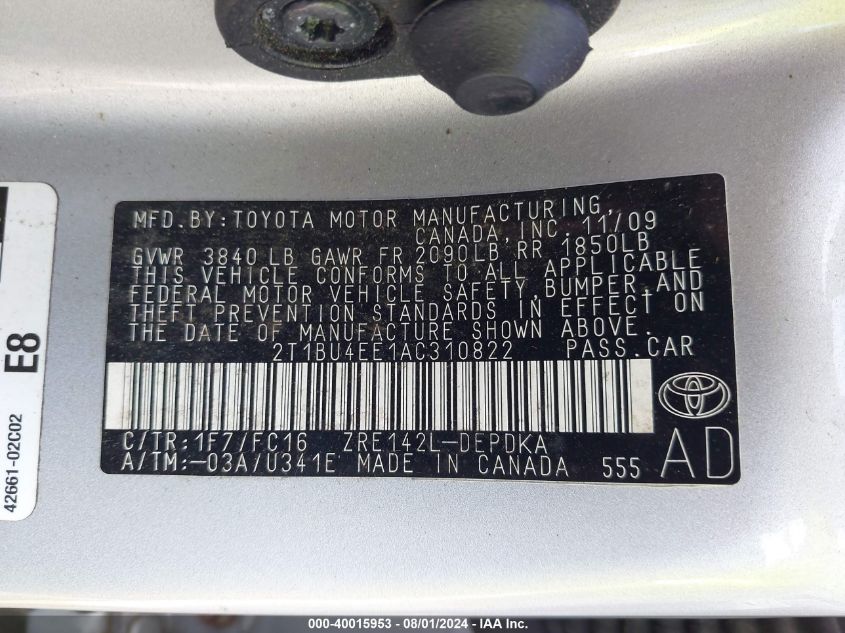 MFD.BY:TOYOTA MOTOR MANUFACTURING,
CANADA, INC 11/09
GVWR 3840 LB GAWR FR 2090LB RR 1850LB
THIS VEHICLE CONFORMS TO ALL APPLICABLE
FEDERAL MOTOR VEHICLE SAFETY, BUMPER, AND
THEFT PREVENTION STANDARDS IN EFFECT ON
THE DATE OF MANUFACTURE SHOWN ABOVE.
2T1BU4EE1AC310822 PASS.CAR
C/TR:1F7/FC16 ZRE142L-DEPDKA
A/TM:-03A/U341E MADE IN CANADA 555
AD
E8
42661-02C02
000-40015953 - 08/01/2024 - IAA Inc.